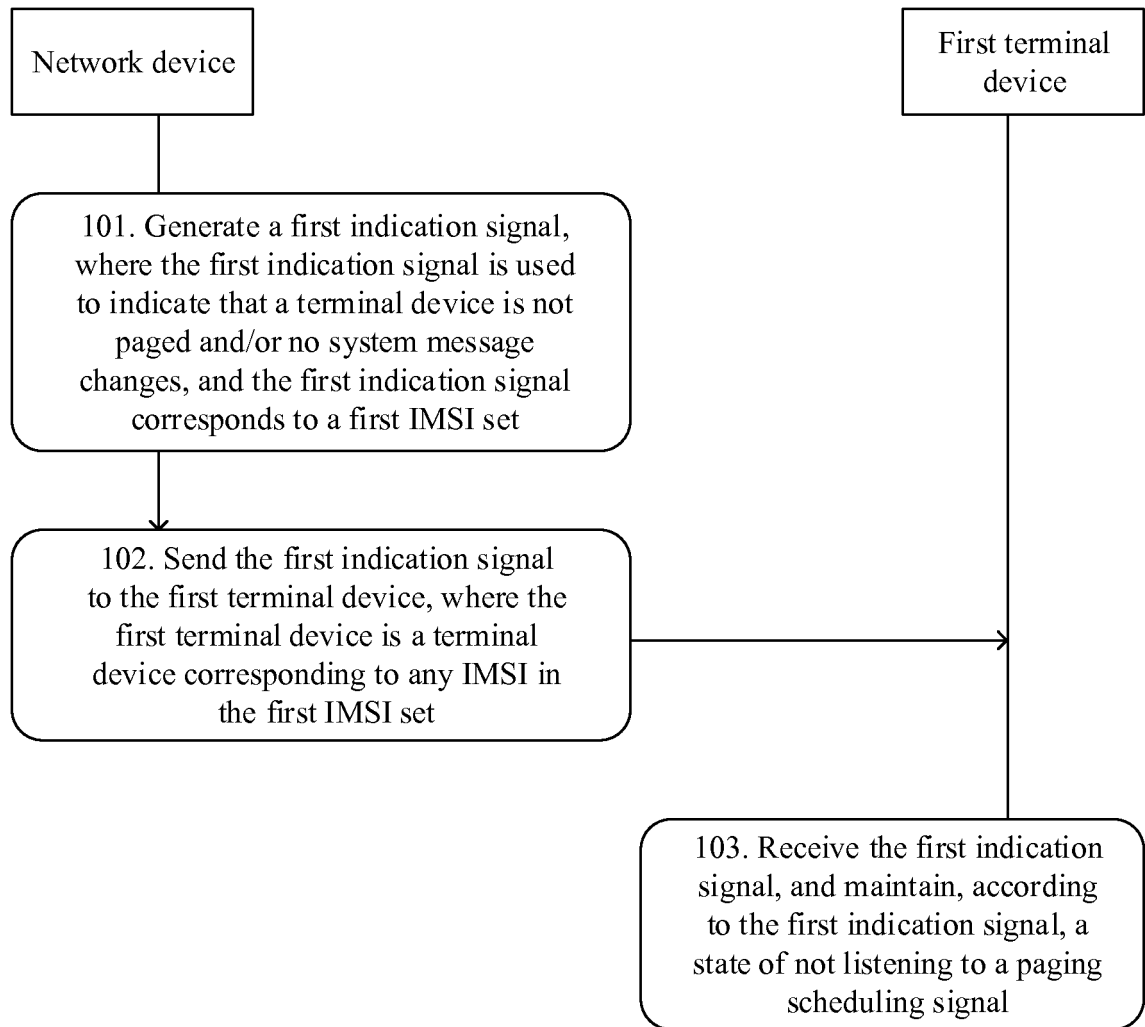 Network device
First terminal
device
101. Generate a first indication signal,
where the first indication signal is used
to indicate that a terminal device is not
paged and/or no system message
changes, and the first indication signal
corresponds to a first IMSI set
102. Send the first indication signal
to the first terminal device, where the
first terminal device is a terminal
device corresponding to any IMSI in
the first IMSI set
103. Receive the first indication
signal, and maintain, according
to the first indication signal, a
state of not listening to a paging
scheduling signal